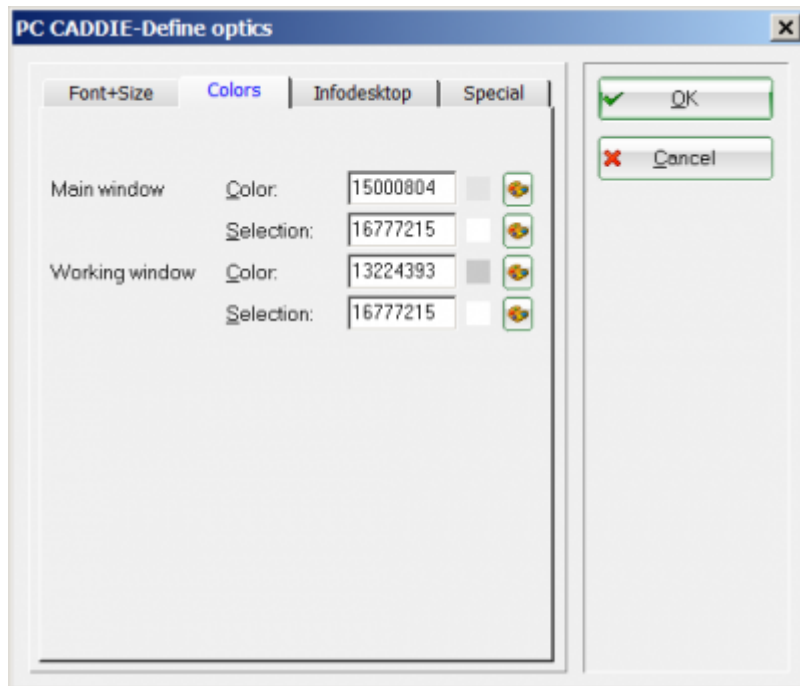 PC CADDIE-Define optics
Font+Size Colors Infodesktop Special
OK
Cancel
Main window Color: 15000804
Selection: 16777215
Working window Color: 13224393
Selection: 16777215